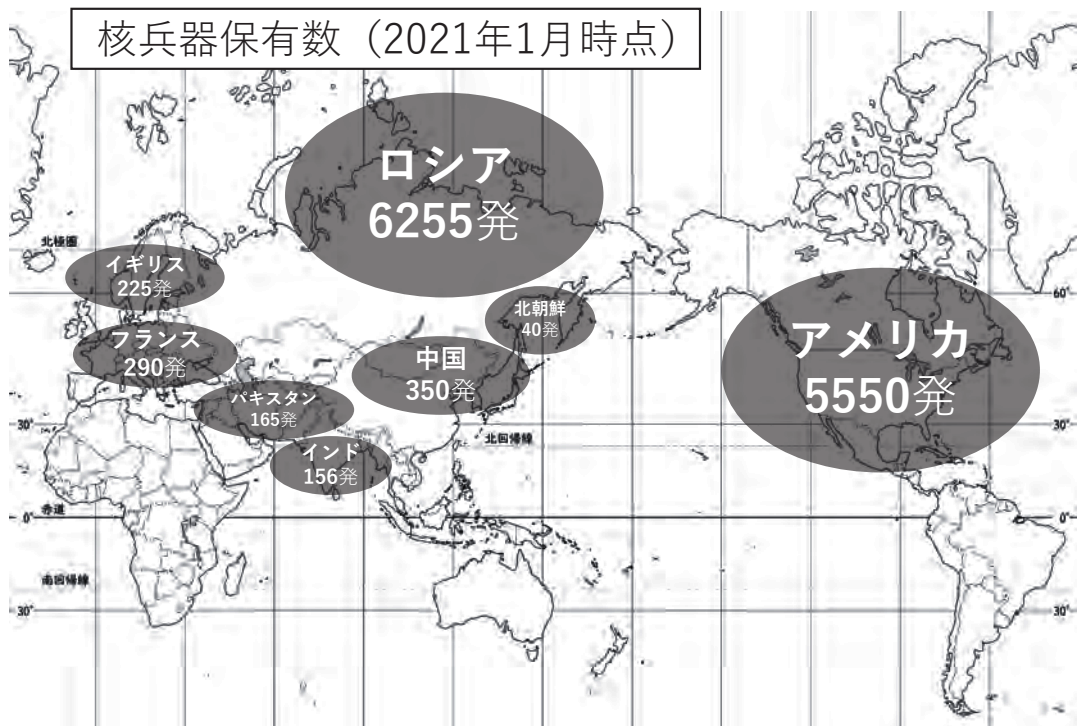 核兵器保有数（2021年1月時点）
ロシア
6255発
北極圏
イギリス
225発
60°
北朝鮮
40発
アメリカ
5550発
フランス
290発
中国
350発
パキスタン
165発
30°
30°
北回帰線
インド
156発
赤道
0°
0°
南回帰線
30°
30°